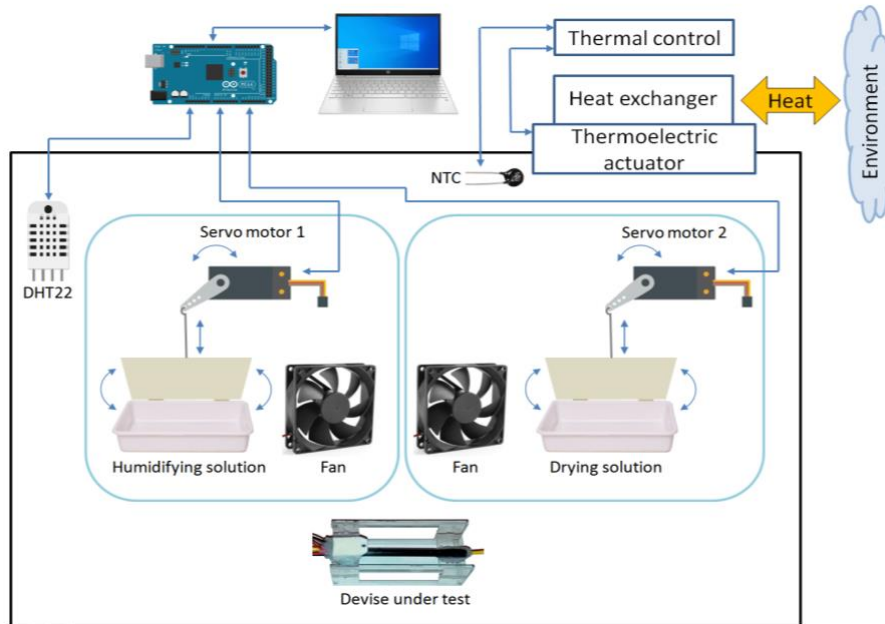 Thermal control
Heat exchanger
Heat
Thermoelectric
actuator
Environment
NTC
DHT22
Servo motor 1
Servo motor 2
Humidifying solution
Fan
Fan
Drying solution
Devise under test